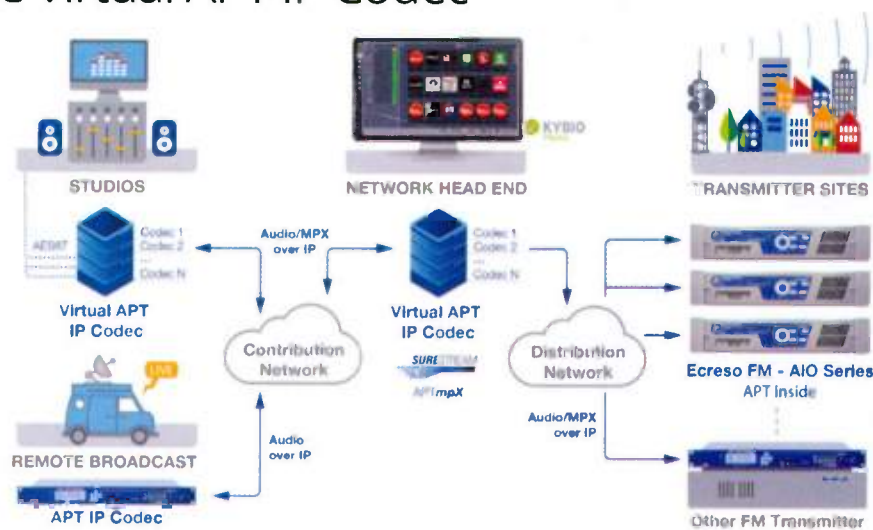 Virtual APT IP Codec
KYBIO
STUDIOS
NETWORK HEAD END
TRANSMITTER SITES
AES67
Codec 1
Codec 2
...
Codec N
Virtual APT
IP Codec
Audio/MPX
over IP
Codec 1
Codec 2
...
Codec N
Virtual APT
IP Codec
SURESTREAM
APTmpX
Contribution
Network
Distribution
Network
Ecreso FM - AIO Series
APT Inside
LIVE
REMOTE BROADCAST
APT IP Codec
Audio
over IP
Audio/MPX
over IP
Other FM Transmitter